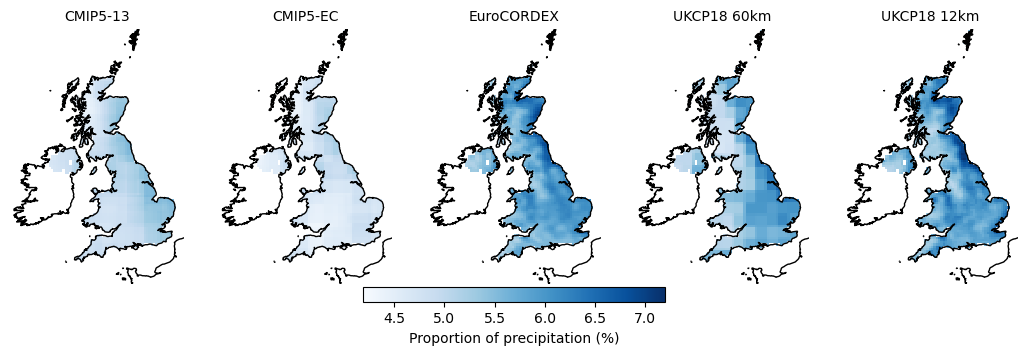 CMIP5-13
CMIP5-EC
EuroCORDEX
UKCP18 60km
UKCP18 12km
4.5 5.0 5.5 6.0 6.5 7.0
Proportion of precipitation (%)